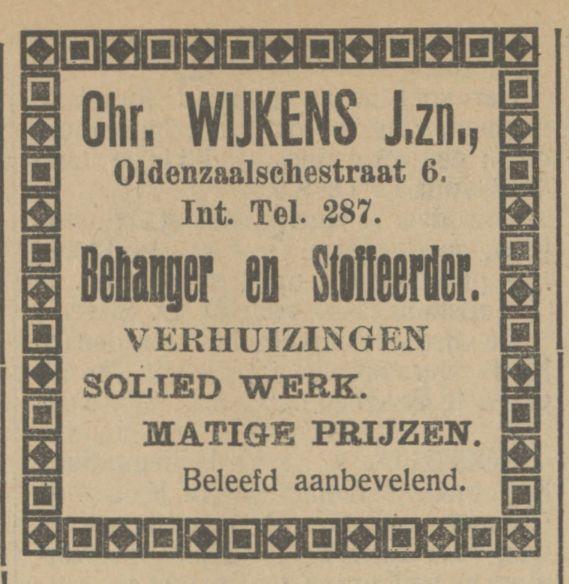 Chr. WIJKENS J.zn.,
Oldenzaalschestraat 6.
Int. Tel. 287.
Behanger en Stoffeerder.
VERHUIZINGEN
SOLIED WERK.
MATIGE PRIJZEN.
Beleefd aanbevelend.